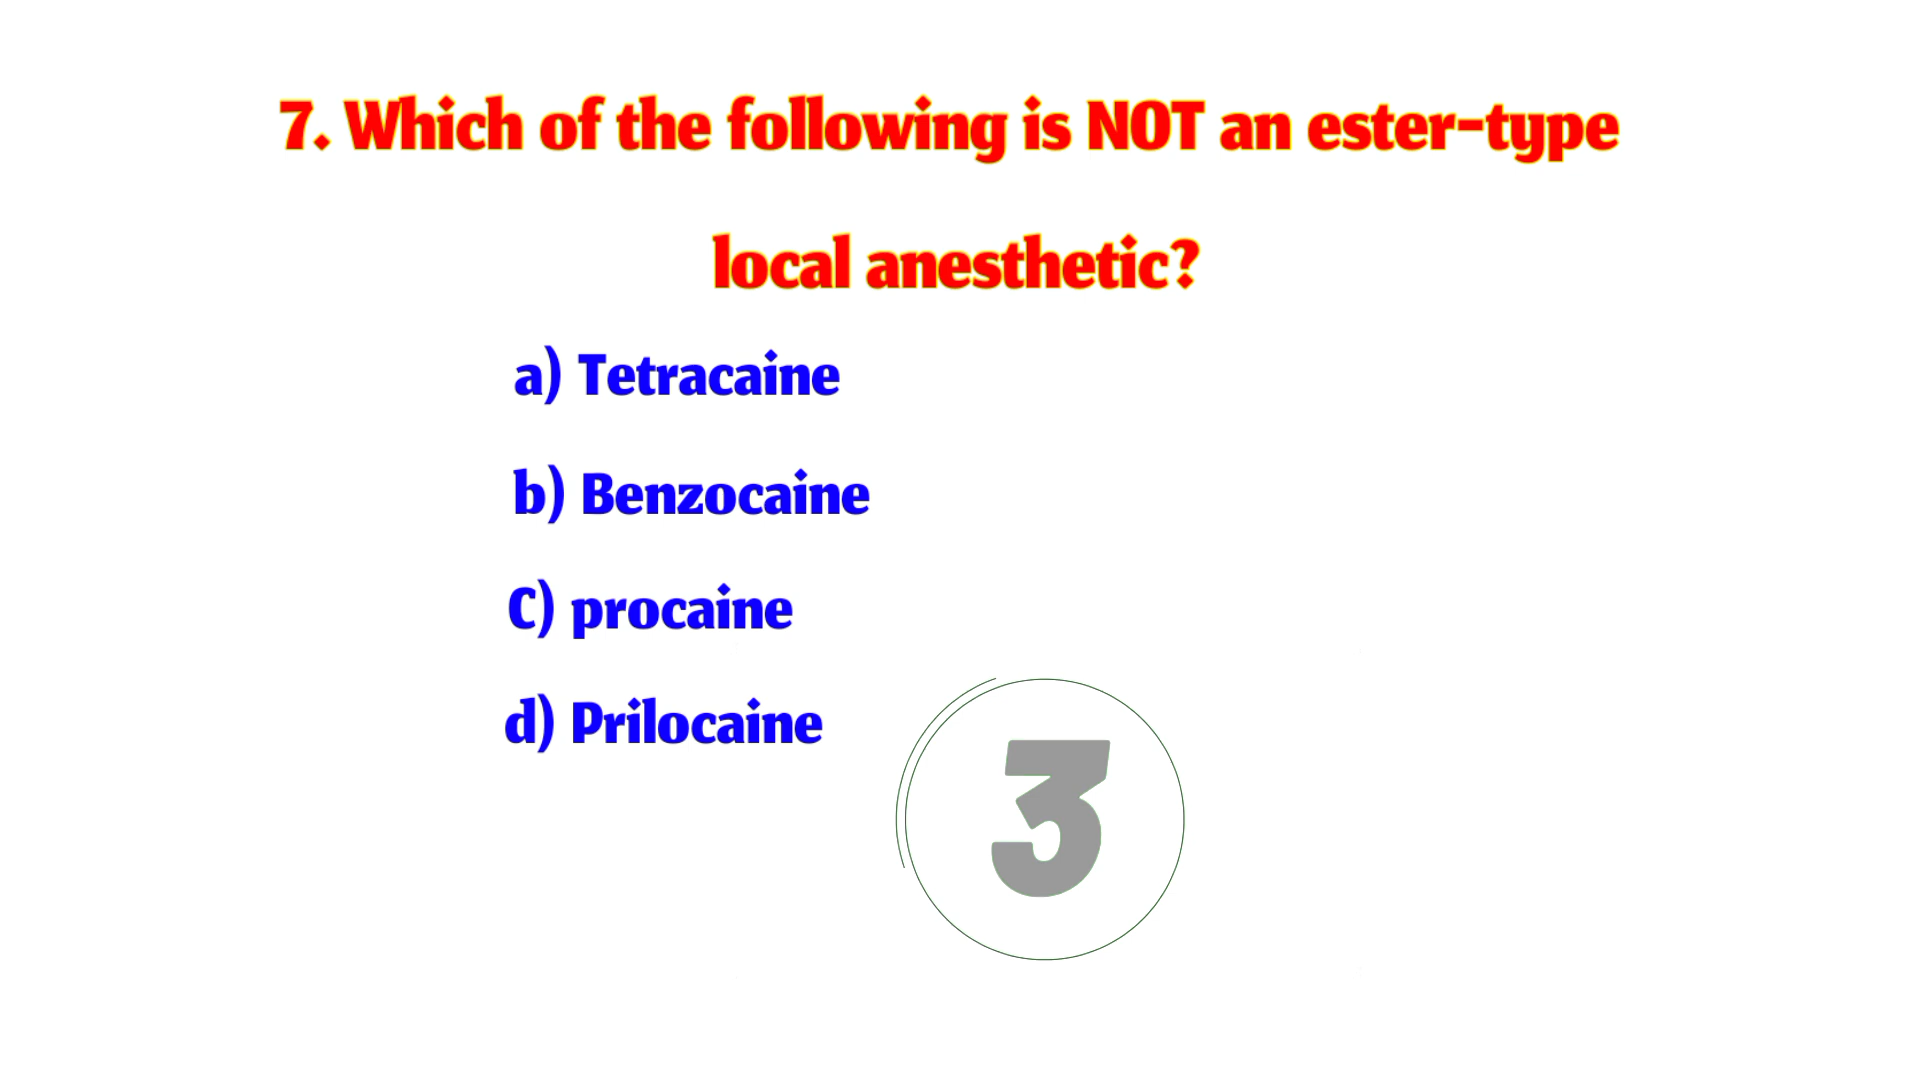 7. Which of the following is NOT an ester-type
local anesthetic?
a) Tetracaine
b) Benzocaine
C) procaine
d) Prilocaine
3